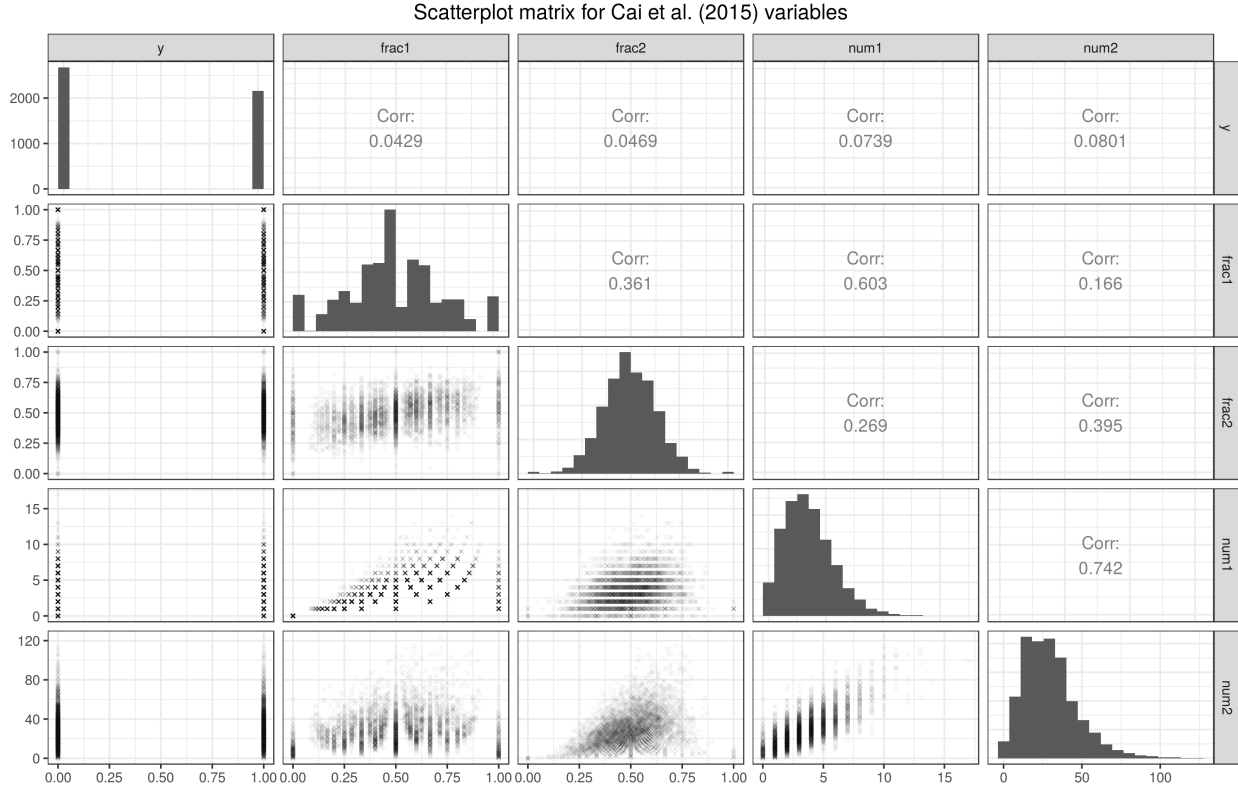 Scatterplot matrix for Cai et al. (2015) variables
y frac1 frac2 num1 num2
2000
1000
0
Corr:
0.0429
Corr:
0.0469
Corr:
0.0739
Corr:
0.0801
y
1.00
0.75
0.50
0.25
0.00
Corr:
0.361
Corr:
0.603
Corr:
0.166
frac1
1.00
0.75
0.50
0.25
0.00
Corr:
0.269
Corr:
0.395
frac2
15
10
5
0
Corr:
0.742
num1
120
80
40
0
num2
0.00 0.25 0.50 0.75 1.00 0.00 0.25 0.50 0.75 1.00 0.00 0.25 0.50 0.75 1.00 0 5 10 15 0 50 100